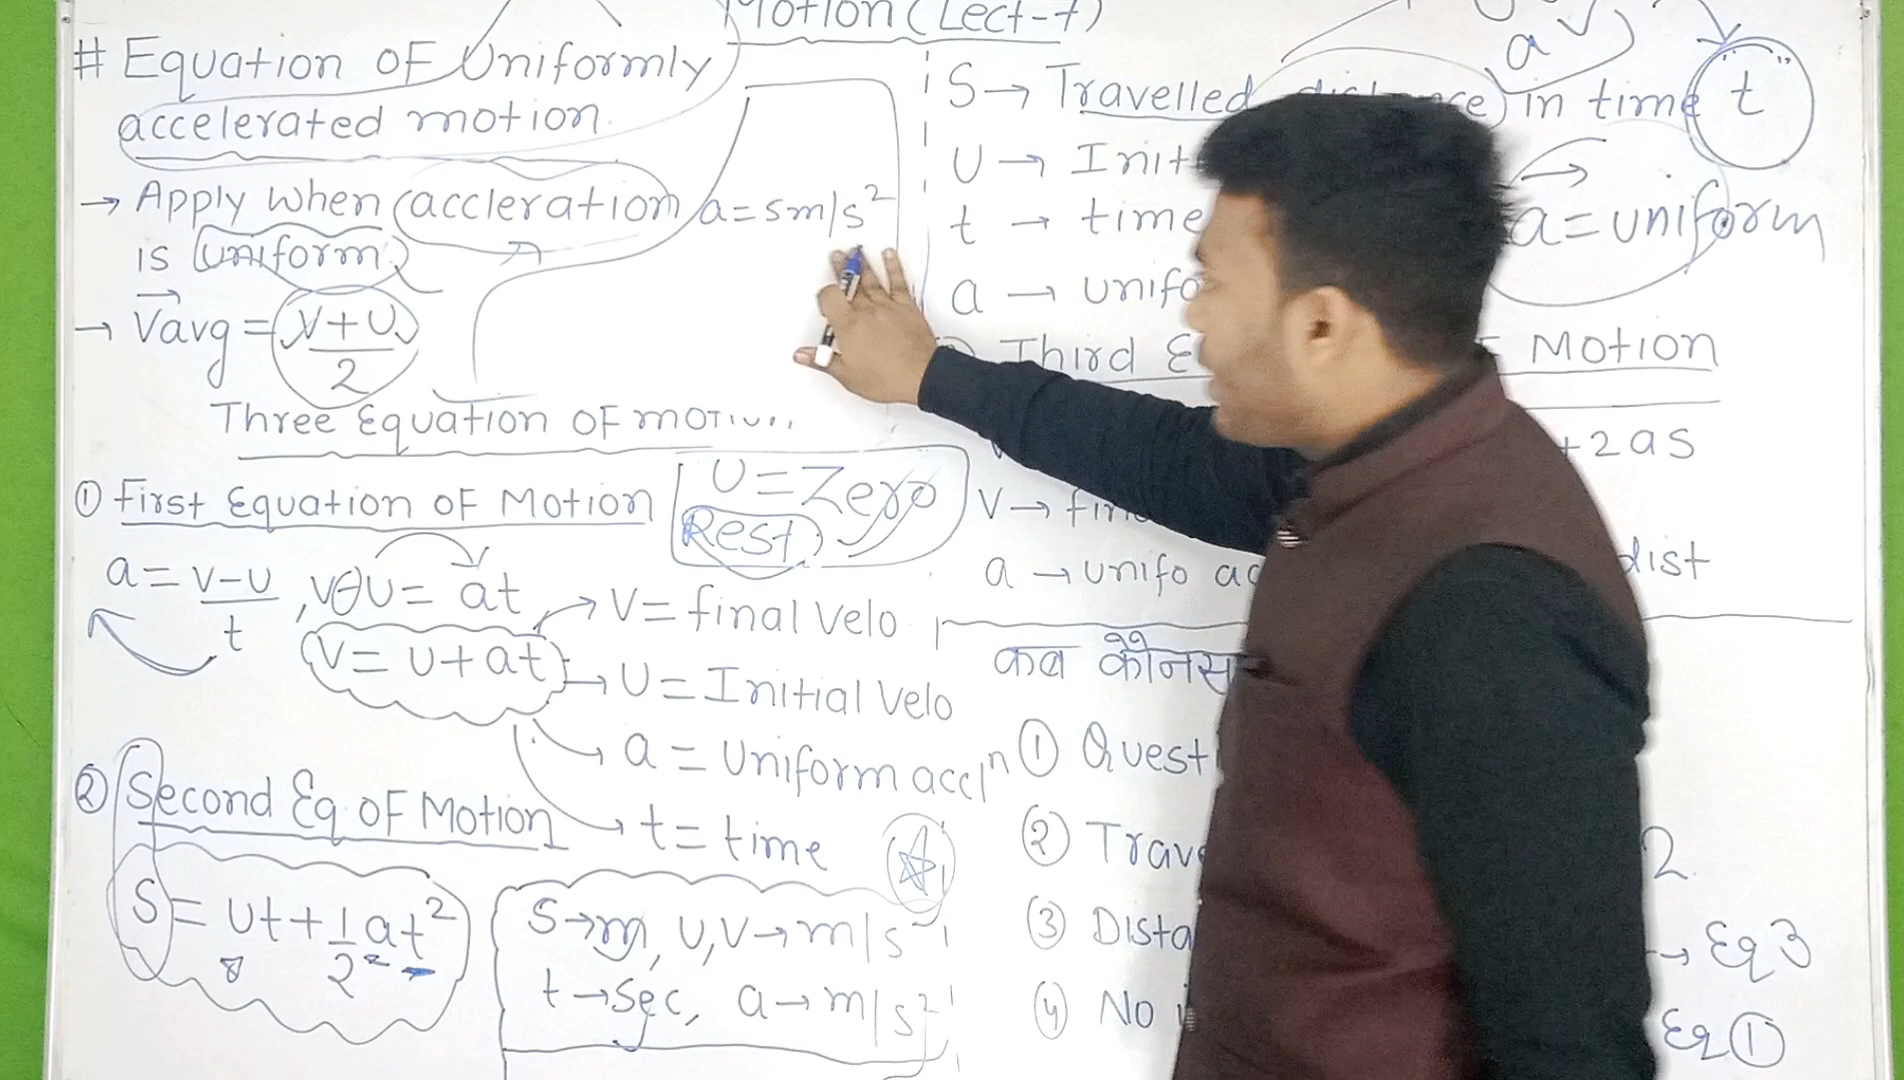 Motion (Lect-7)
# Equation OF Uniformly
accelerated motion
→ Apply when accleration a = 5m/s²
is uniform
→ Vavg = V+U/2
Three Equation OF MOTI
① First Equation OF Motion
U = Zero
Rest
a = V-U/t , V-U = at
V = U + at
→ V = final Velo
→ U = Initial Velo
→ a = Uniform accln
→ t = time
② Second Eq OF Motion
S = Ut + 1/2 at²
S → m, U,V → m/s
t → Sec, a → m/s²
a
S → Travelled in time t
U → Init
t → time
a → unifo
a = uniform
Third E MOTION
+2as
V → fin
a → unifo ac dist
कब कौनस
① Quest
② Trav 2
③ Dista → Eq 3
④ No Eq ①